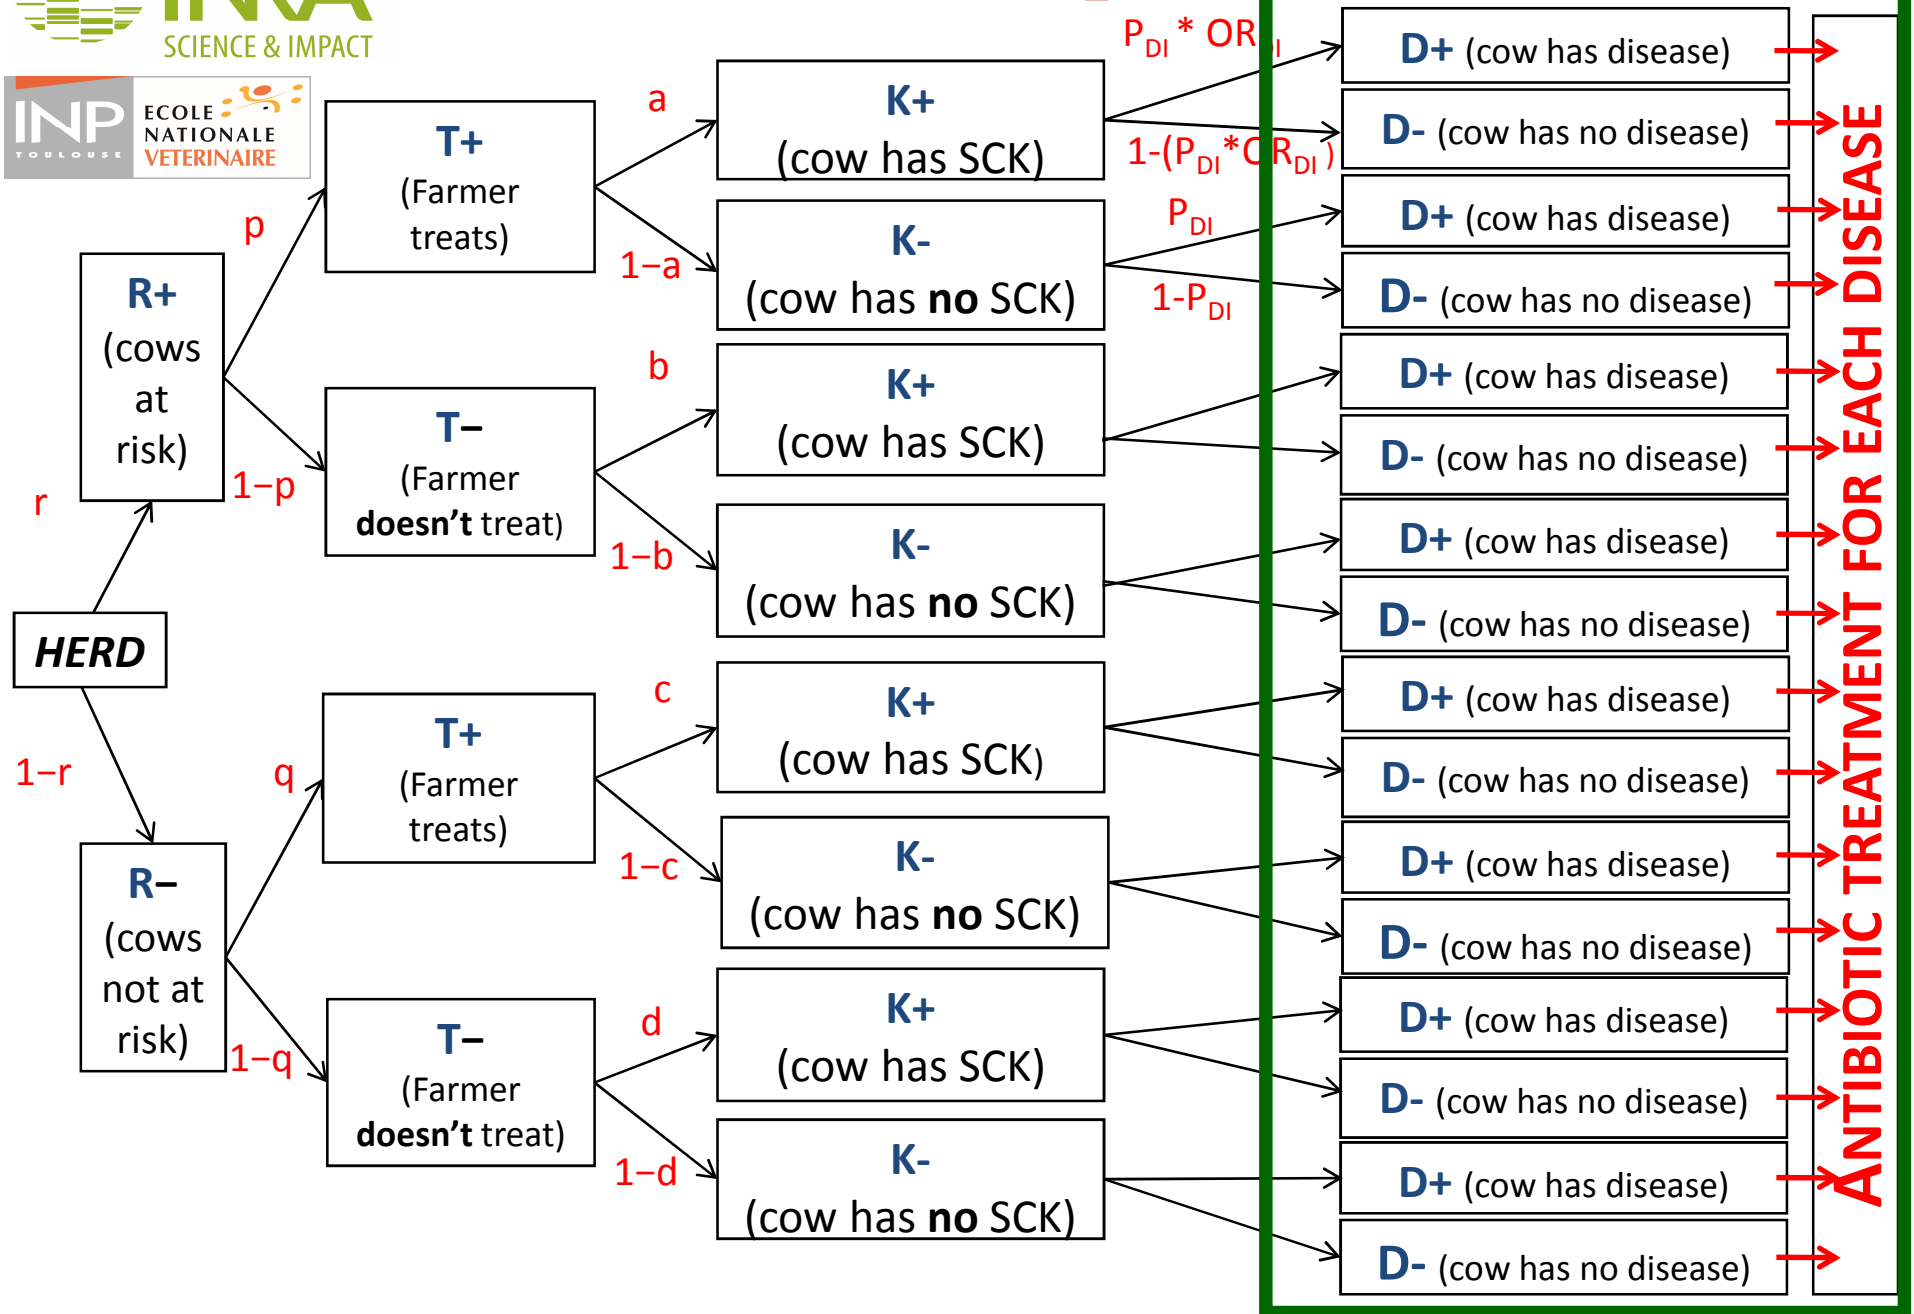 INRA
SCIENCE & IMPACT
INP
TOULOUSE
ECOLE
NATIONALE
VETERINAIRE
HERD
r
1−r
R+
(cows
at
risk)
R−
(cows
not at
risk)
p
1−p
q
1−q
T+
(Farmer
treats)
T−
(Farmer
doesn't treat)
T+
(Farmer
treats)
T−
(Farmer
doesn't treat)
a
1−a
b
1−b
c
1−c
d
1−d
K+
(cow has SCK)
K-
(cow has no SCK)
K+
(cow has SCK)
K-
(cow has no SCK)
K+
(cow has SCK)
K-
(cow has no SCK)
K+
(cow has SCK)
K-
(cow has no SCK)
PDI * ORDI
1-(PDI*ORDI)
PDI
1-PDI
D+ (cow has disease)
D- (cow has no disease)
D+ (cow has disease)
D- (cow has no disease)
D+ (cow has disease)
D- (cow has no disease)
D+ (cow has disease)
D- (cow has no disease)
D+ (cow has disease)
D- (cow has no disease)
D+ (cow has disease)
D- (cow has no disease)
D+ (cow has disease)
D- (cow has no disease)
D+ (cow has disease)
D- (cow has no disease)
ANTIBIOTIC TREATMENT FOR EACH DISEASE